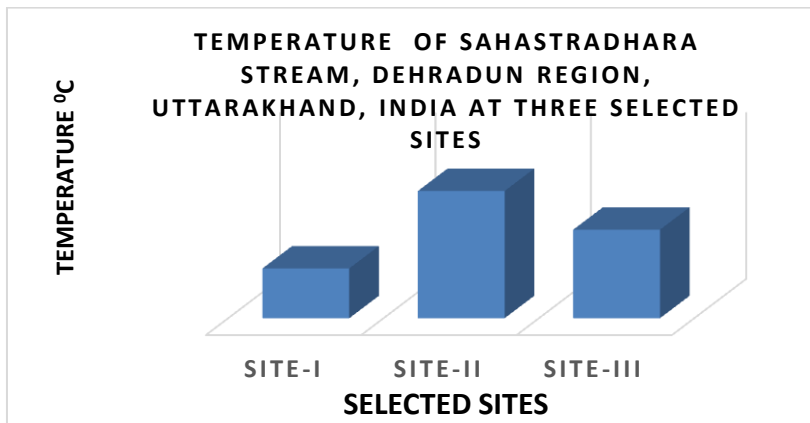 TEMPERATURE OF SAHASTRADHARA
STREAM, DEHRADUN REGION,
UTTARAKHAND, INDIA AT THREE SELECTED
SITES
TEMPERATURE ⁰C
SITE-I SITE-II SITE-III
SELECTED SITES